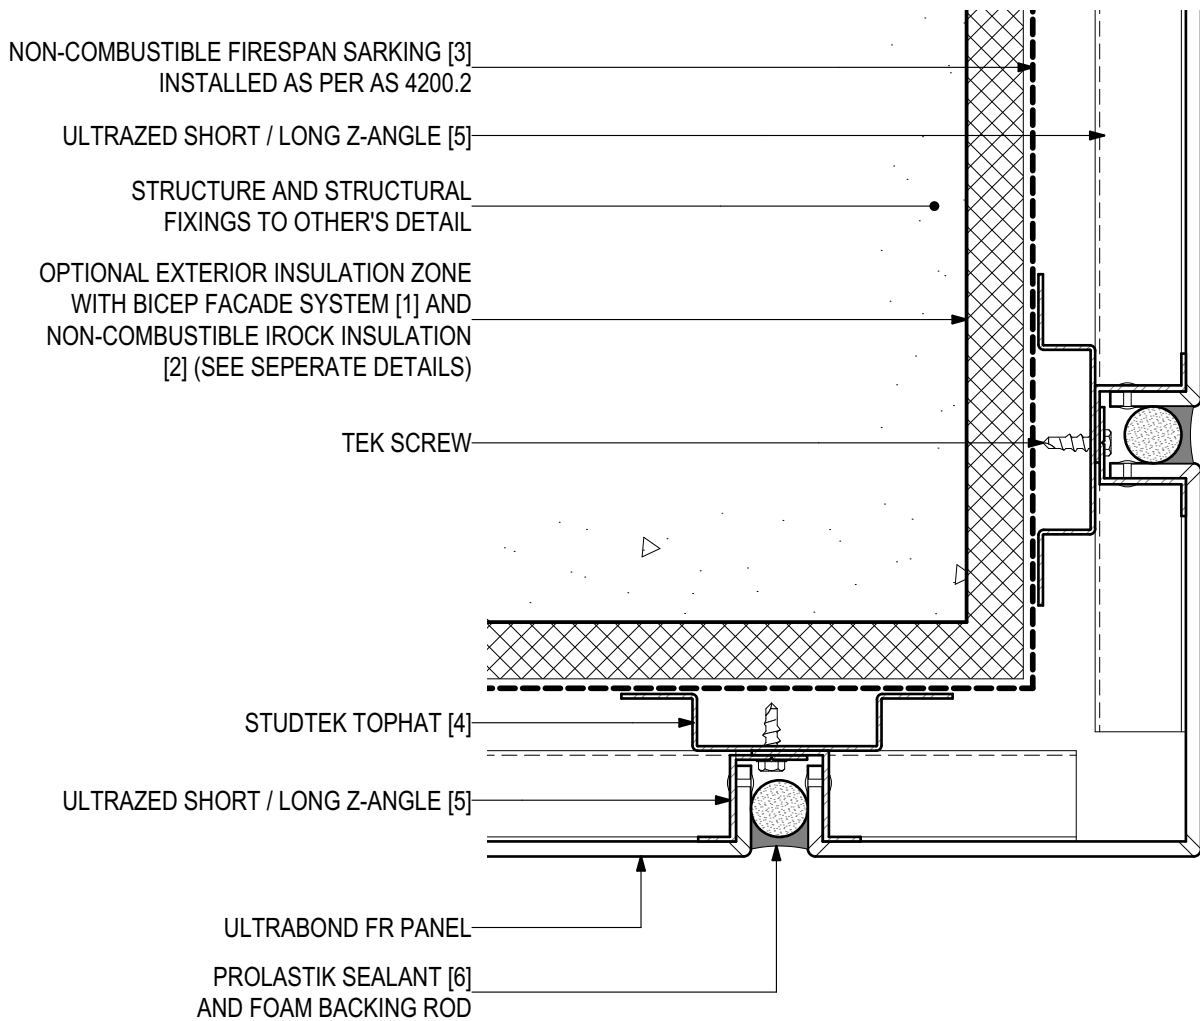 NON-COMBUSTIBLE FIRESPAN SARKING [3]
INSTALLED AS PER AS 4200.2
ULTRAZED SHORT / LONG Z-ANGLE [5]
STRUCTURE AND STRUCTURAL
FIXINGS TO OTHER'S DETAIL
OPTIONAL EXTERIOR INSULATION ZONE
WITH BICEP FACADE SYSTEM [1] AND
NON-COMBUSTIBLE IROCK INSULATION
[2] (SEE SEPERATE DETAILS)
TEK SCREW
STUDTEK TOPHAT [4]
ULTRAZED SHORT / LONG Z-ANGLE [5]
ULTRABOND FR PANEL
PROLASTIK SEALANT [6]
AND FOAM BACKING ROD